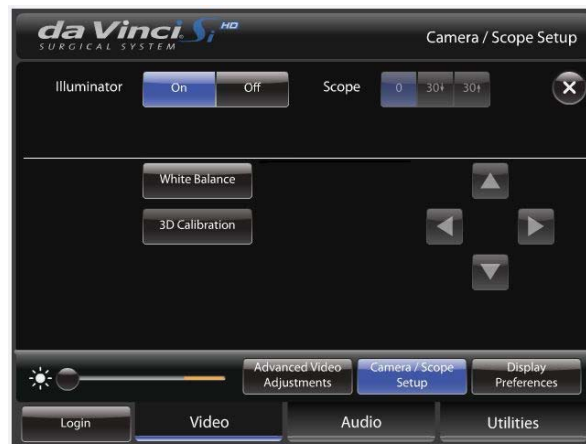 da Vinci Si HD
SURGICAL SYSTEM
Camera / Scope Setup
Illuminator On Off Scope 0 30 30
White Balance
3D Calibration
Advanced Video Adjustments
Camera / Scope Setup
Display Preferences
Login Video Audio Utilities